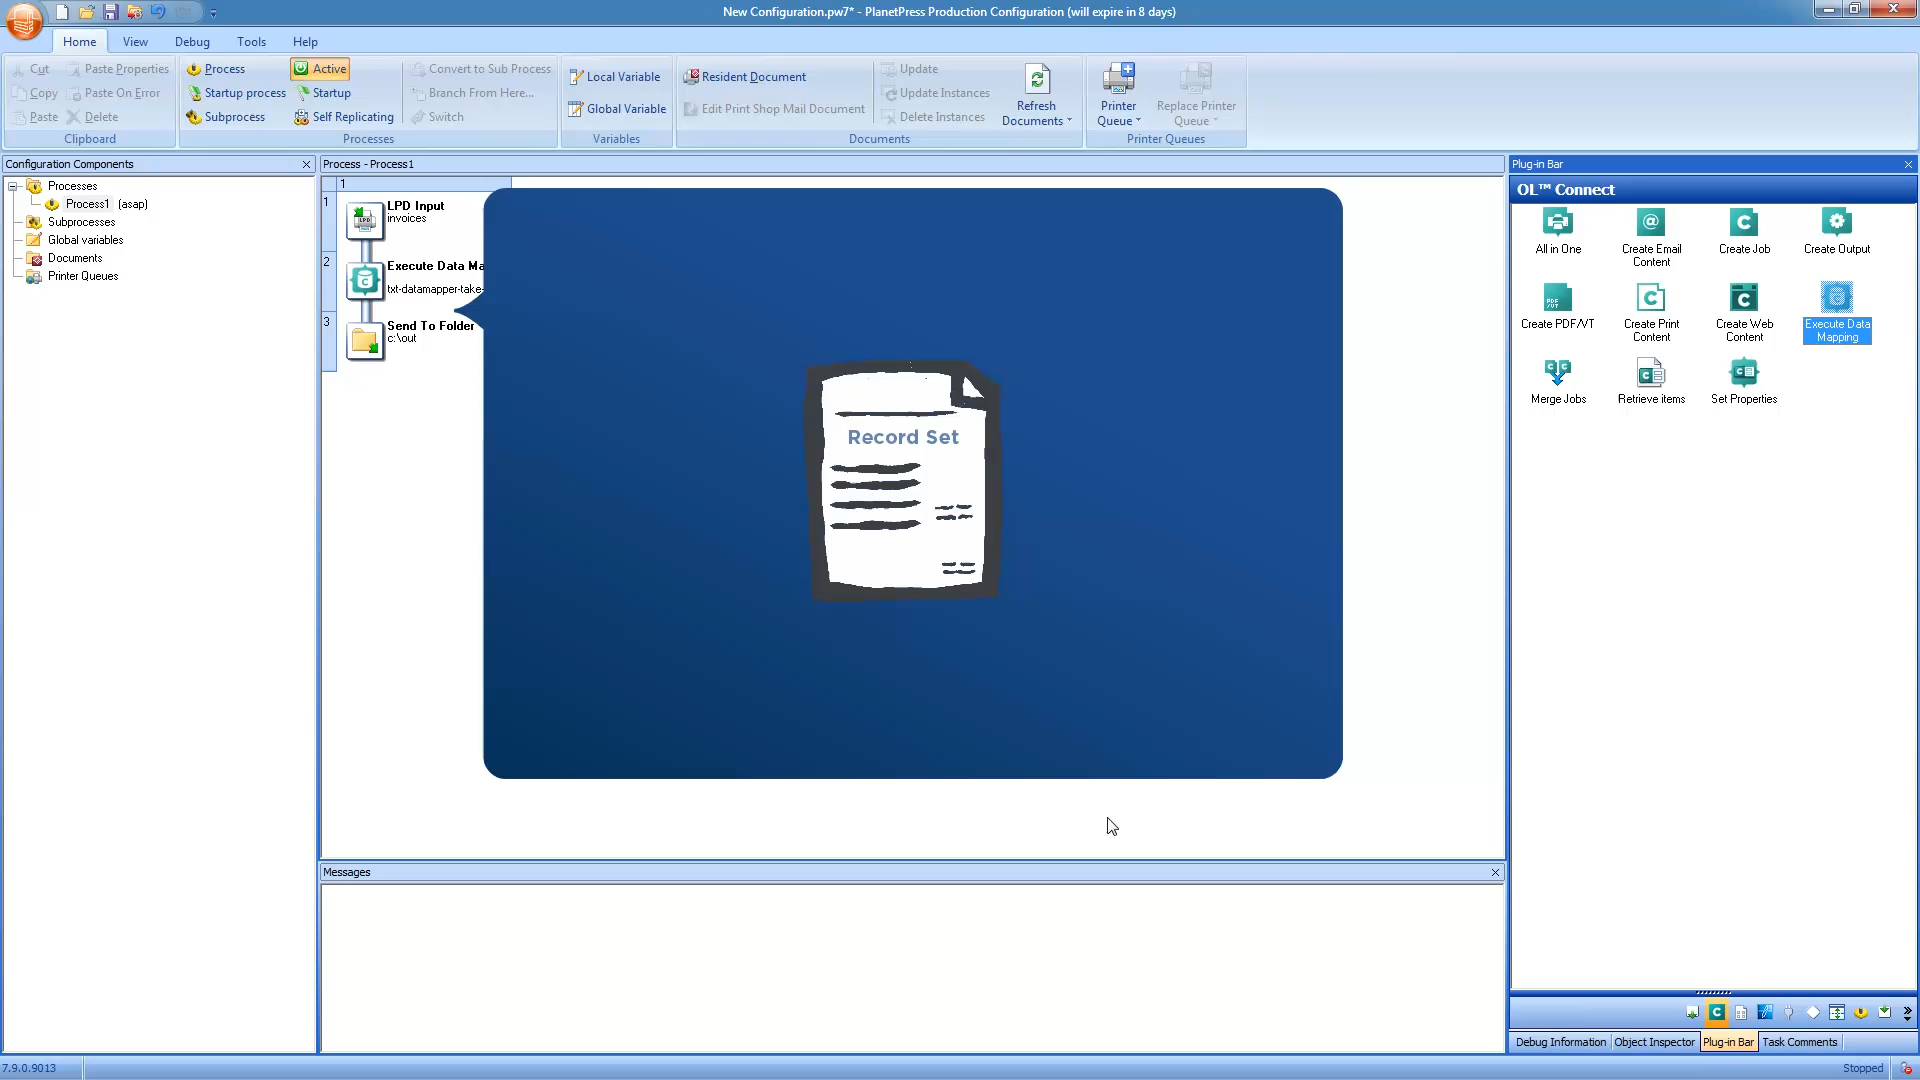 New Configuration.pw7* - PlanetPress Production Configuration (will expire in 8 days)
Home View Debug Tools Help
Cut
Copy
Paste
Paste Properties
Paste On Error
Delete
Clipboard
Process
Startup process
Subprocess
Active
Startup
Self Replicating
Convert to Sub Process
Branch From Here...
Switch
Processes
Local Variable
Global Variable
Variables
Resident Document
Edit Print Shop Mail Document
Update
Update Instances
Delete Instances
Refresh
Documents
Documents
Printer
Queue
Replace Printer
Queue
Printer Queues
Configuration Components
Processes
Process1 (asap)
Subprocesses
Global variables
Documents
Printer Queues
Process - Process1
1
1
LPD Input
invoices
LPD
2
Execute Data Ma
txt-datamapper-take-
C
3
Send To Folder
c:\out
Record Set
Messages
Plug-in Bar
OL™ Connect
All in One
@
Create Email
Content
C
Create Job
Create Output
PDF
/VT
Create PDF/VT
C
Create Print
Content
C
Create Web
Content
Execute Data
Mapping
C C
Merge Jobs
C
Retrieve items
C
Set Properties
C
Debug Information Object Inspector Plug-in Bar Task Comments
7.9.0.9013
Stopped